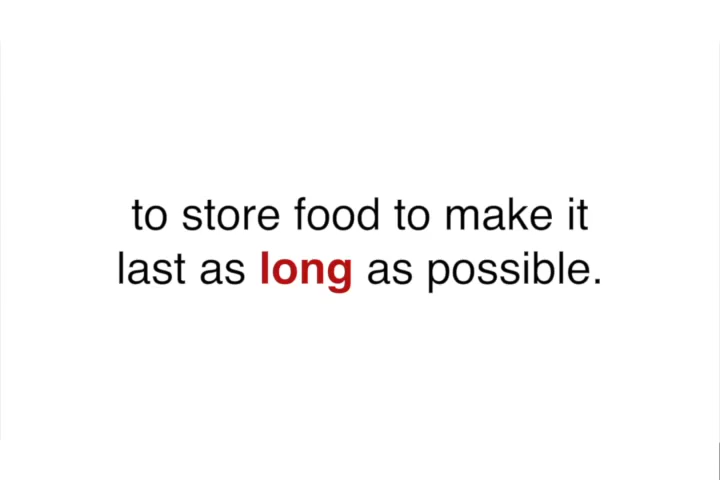 to store food to make it
last as long as possible.